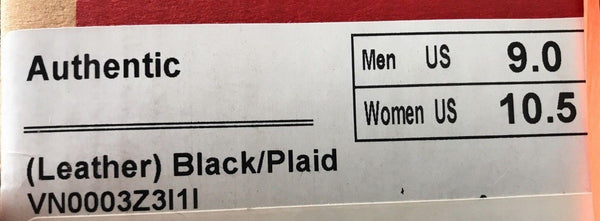 Authentic
Men US 9.0
Women US 10.5
(Leather) Black/Plaid
VN0003Z3I1I